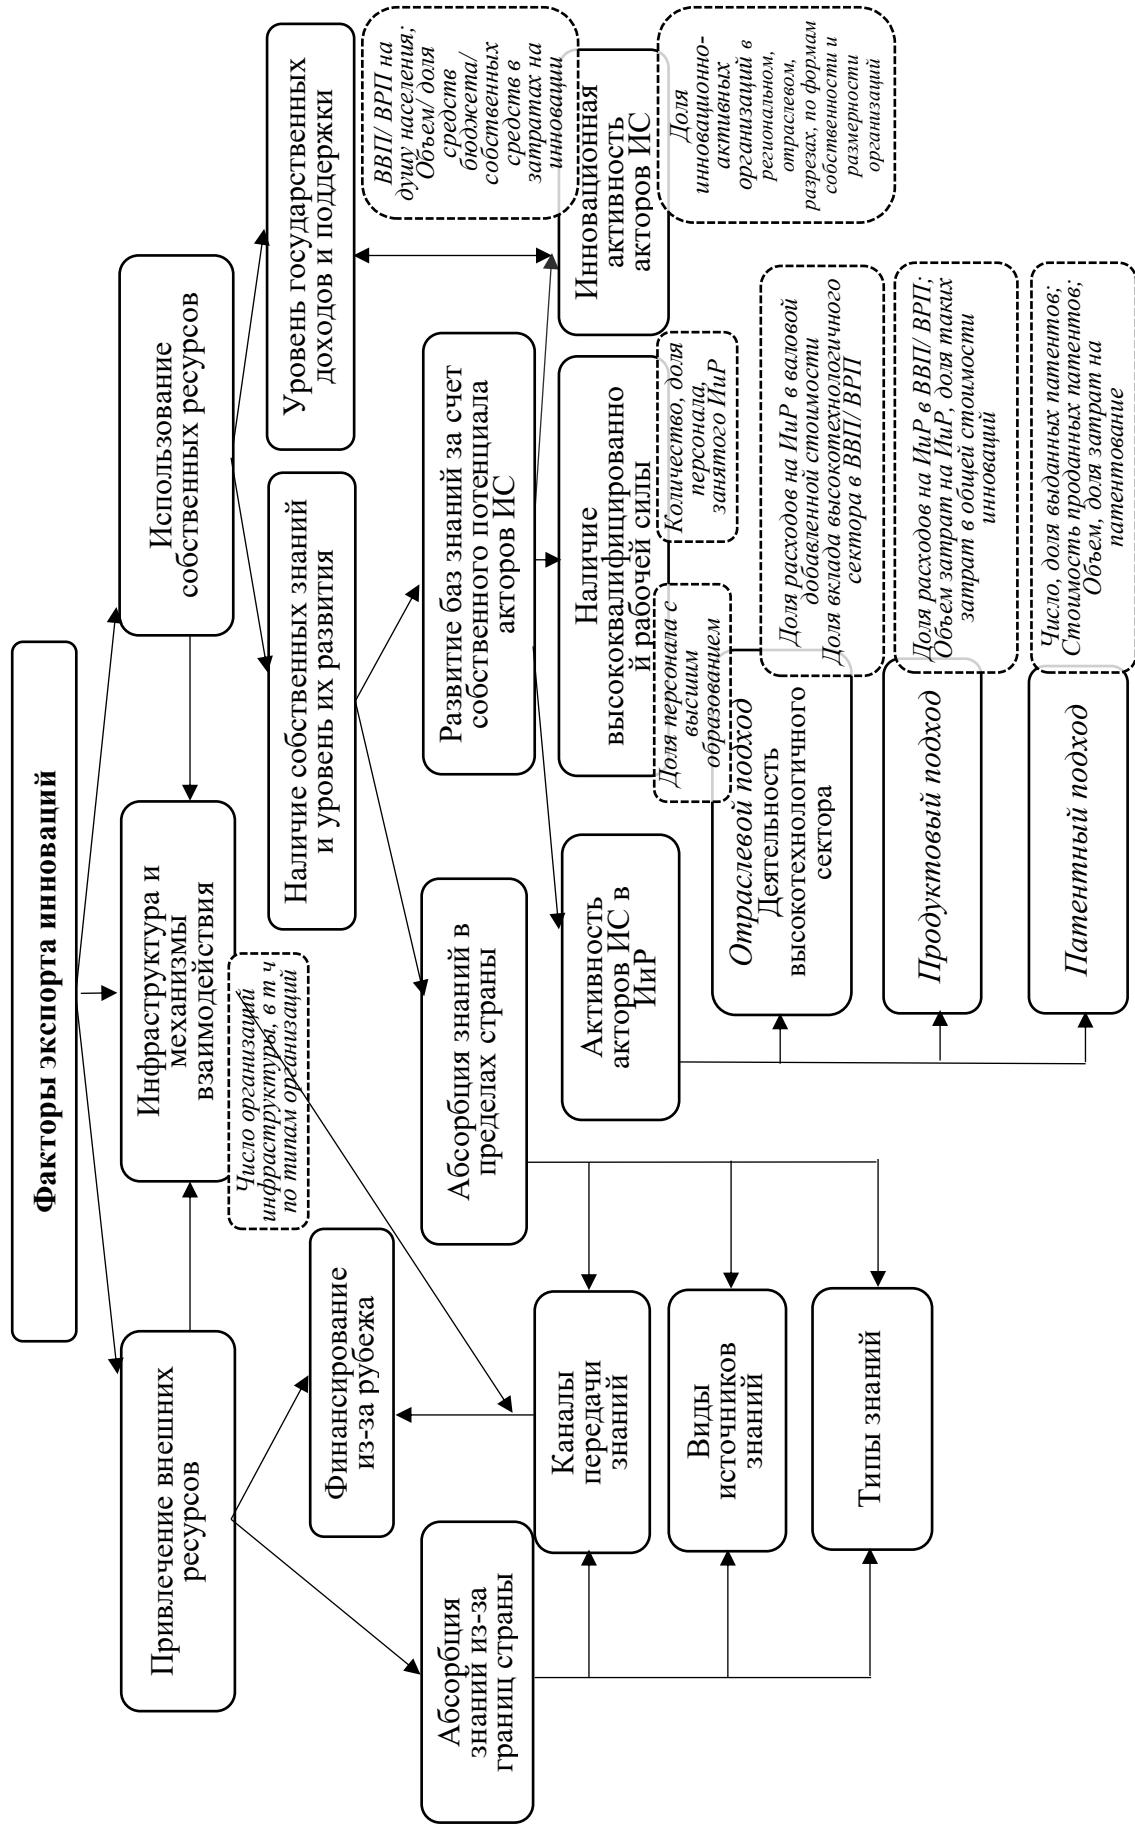 Факторы экспорта инноваций
Привлечение внешних
ресурсов
Инфраструктура и
механизмы
взаимодействия
Использование
собственных ресурсов
Число организаций
инфраструктуры, в т ч
по типам организаций
Финансирование
из-за рубежа
Наличие собственных знаний
и уровень их развития
Уровень государственных
доходов и поддержки
ВВП/ ВРП на
душу населения;
Объем/ доля
средств
бюджета/
собственных
средств в
затратах на
инновации
Абсорбция
знаний из-за
границ страны
Абсорбция знаний в
пределах страны
Развитие баз знаний за счет
собственного потенциала
акторов ИС
Каналы
передачи
знаний
Активность
акторов ИС в
ИиР
Наличие
высококвалифицированно
й рабочей силы
Инновационная
активность
акторов ИС
Доля персонала с
высшим
образованием
Количество, доля
персонала,
занятого ИиР
Доля
инновационно-
активных
организаций в
региональном,
отраслевом,
разрезах, по формам
собственности и
размерности
организаций
Виды
источников
знаний
Отраслевой подход
Деятельность
высокотехнологичного
сектора
Доля расходов на ИиР в валовой
добавленной стоимости
Доля вклада высокотехнологичного
сектора в ВВП/ ВРП
Типы знаний
Продуктовый подход
Доля расходов на ИиР в ВВП/ ВРП;
Объем затрат на ИиР, доля таких
затрат в общей стоимости
инноваций
Патентный подход
Число, доля выданных патентов;
Стоимость проданных патентов;
Объем, доля затрат на
патентование